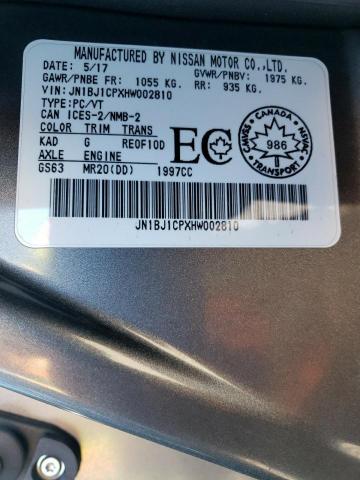 MANUFACTURED BY NISSAN MOTOR CO.,LTD.
DATE: 5/17 GVWR/PNBV: 1975 KG.
GAWR/PNBE FR: 1055 KG. RR: 935 KG.
VIN: JN1BJ1CPXHW002810
TYPE:PC/VT
CAN ICES-2/NMB-2
COLOR TRIM TRANS
KAD G RE0F10D
AXLE ENGINE
GS63 MR20(DD) 1997CC
EC
CANADA
CMVSS NSVAC
986
JN1BJ1CPXHW002810